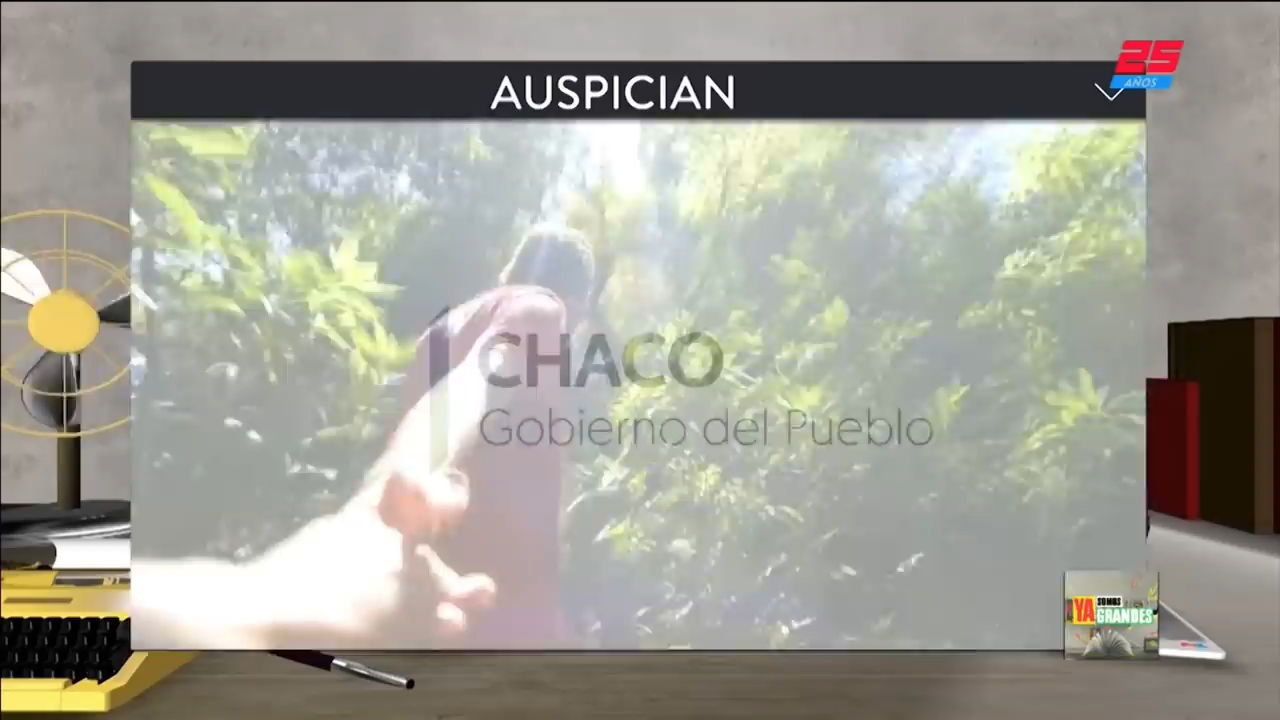 AUSPICIAN
25
AÑOS
CHACO
Gobierno del Pueblo
YA SOMOS
GRANDES